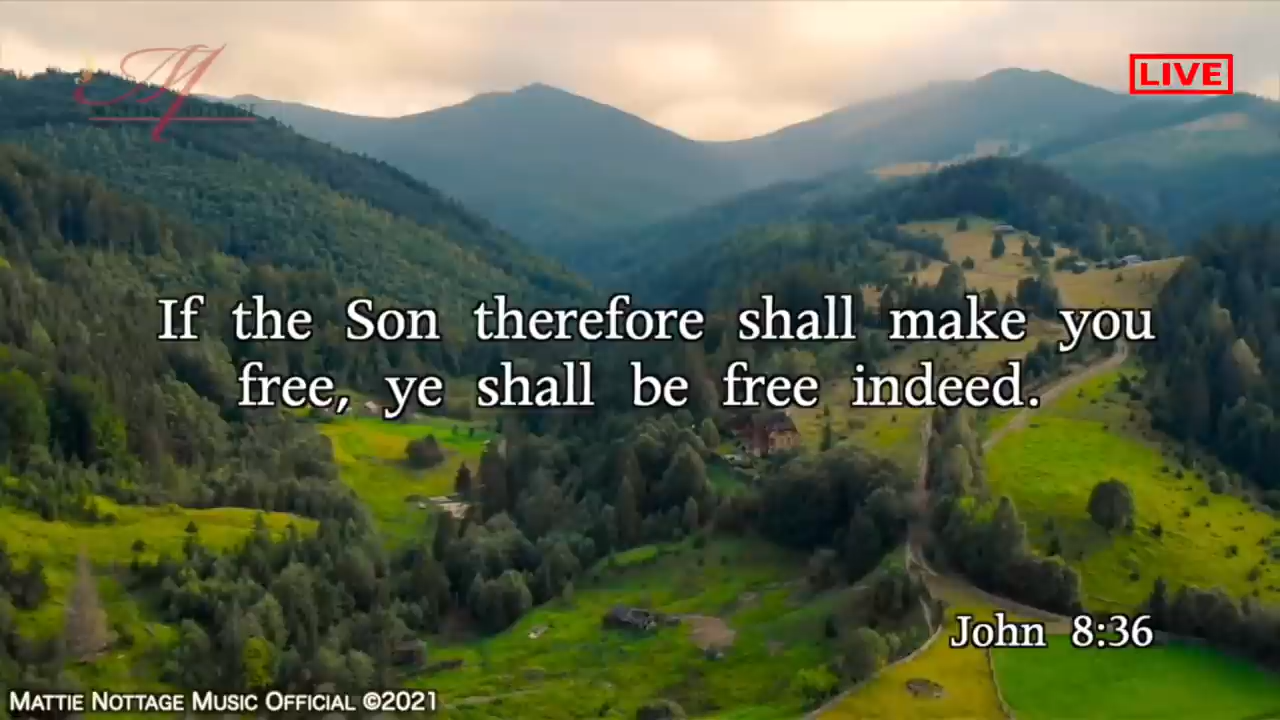 LIVE
If the Son therefore shall make you
free, ye shall be free indeed.
John 8:36
MATTIE NOTTAGE MUSIC OFFICIAL ©2021